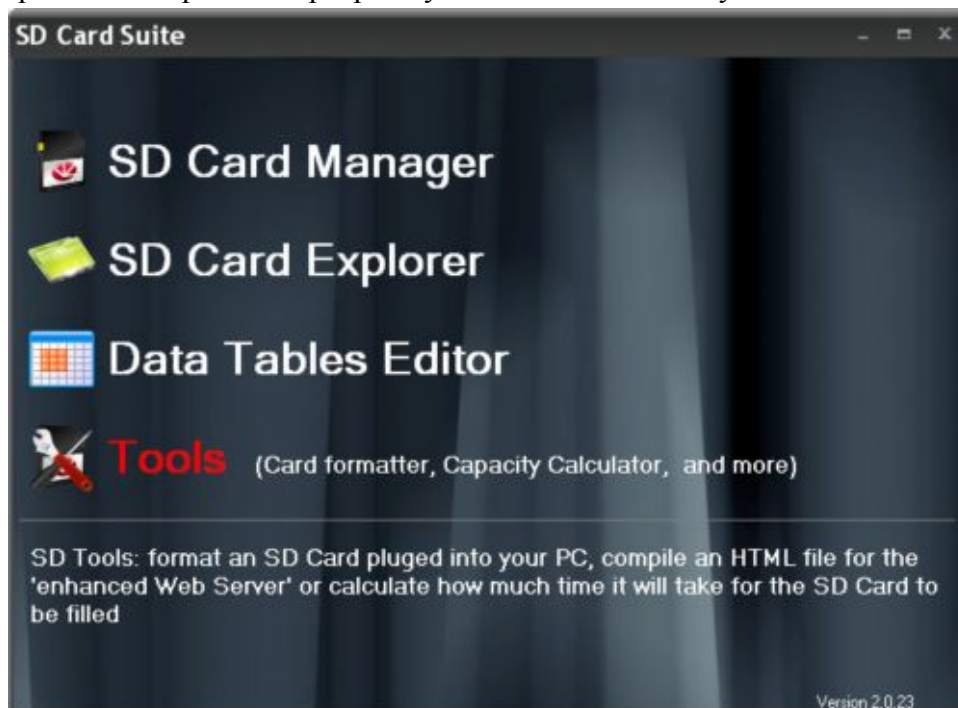 SD Card Suite
SD Card Manager
SD Card Explorer
Data Tables Editor
Tools (Card formatter, Capacity Calculator, and more)
SD Tools: format an SD Card pluged into your PC, compile an HTML file for the
'enhanced Web Server' or calculate how much time it will take for the SD Card to
be filled
Version 2.0.23